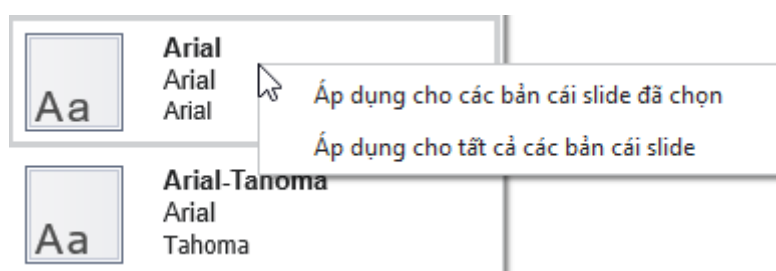 Arial
Arial
Arial
Aa
Áp dụng cho các bản cái slide đã chọn
Áp dụng cho tất cả các bản cái slide
Arial-Tahoma
Arial
Tahoma
Aa